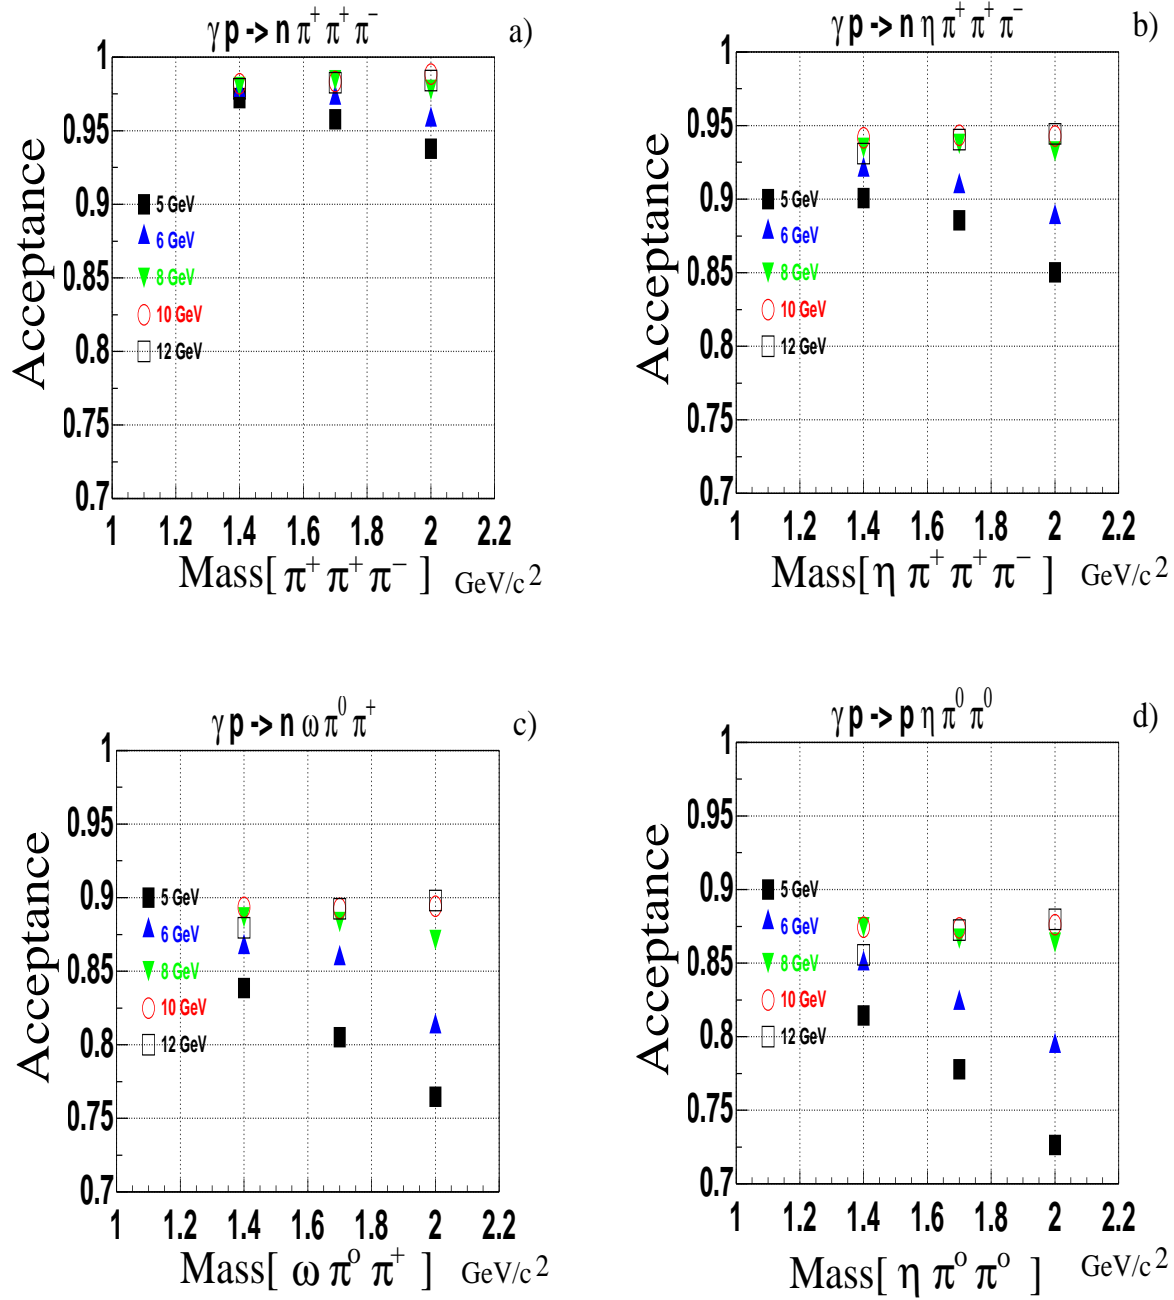 γ p -> n π⁺ π⁺ π⁻
a)
1
0.95
0.9
0.85
0.8
0.75
0.7
Acceptance
5 GeV
6 GeV
8 GeV
10 GeV
12 GeV
1 1.2 1.4 1.6 1.8 2 2.2
Mass[ π⁺ π⁺ π⁻ ] GeV/c²
γ p -> n η π⁺ π⁺ π⁻
b)
1
0.95
0.9
0.85
0.8
0.75
0.7
Acceptance
5 GeV
6 GeV
8 GeV
10 GeV
12 GeV
1 1.2 1.4 1.6 1.8 2 2.2
Mass[ η π⁺ π⁺ π⁻ ] GeV/c²
γ p -> n ω π⁰ π⁺
c)
1
0.95
0.9
0.85
0.8
0.75
0.7
Acceptance
5 GeV
6 GeV
8 GeV
10 GeV
12 GeV
1 1.2 1.4 1.6 1.8 2 2.2
Mass[ ω πᵒ π⁺ ] GeV/c²
γ p -> p η π⁰ π⁰
d)
1
0.95
0.9
0.85
0.8
0.75
0.7
Acceptance
5 GeV
6 GeV
8 GeV
10 GeV
12 GeV
1 1.2 1.4 1.6 1.8 2 2.2
Mass[ η πᵒ πᵒ ] GeV/c²